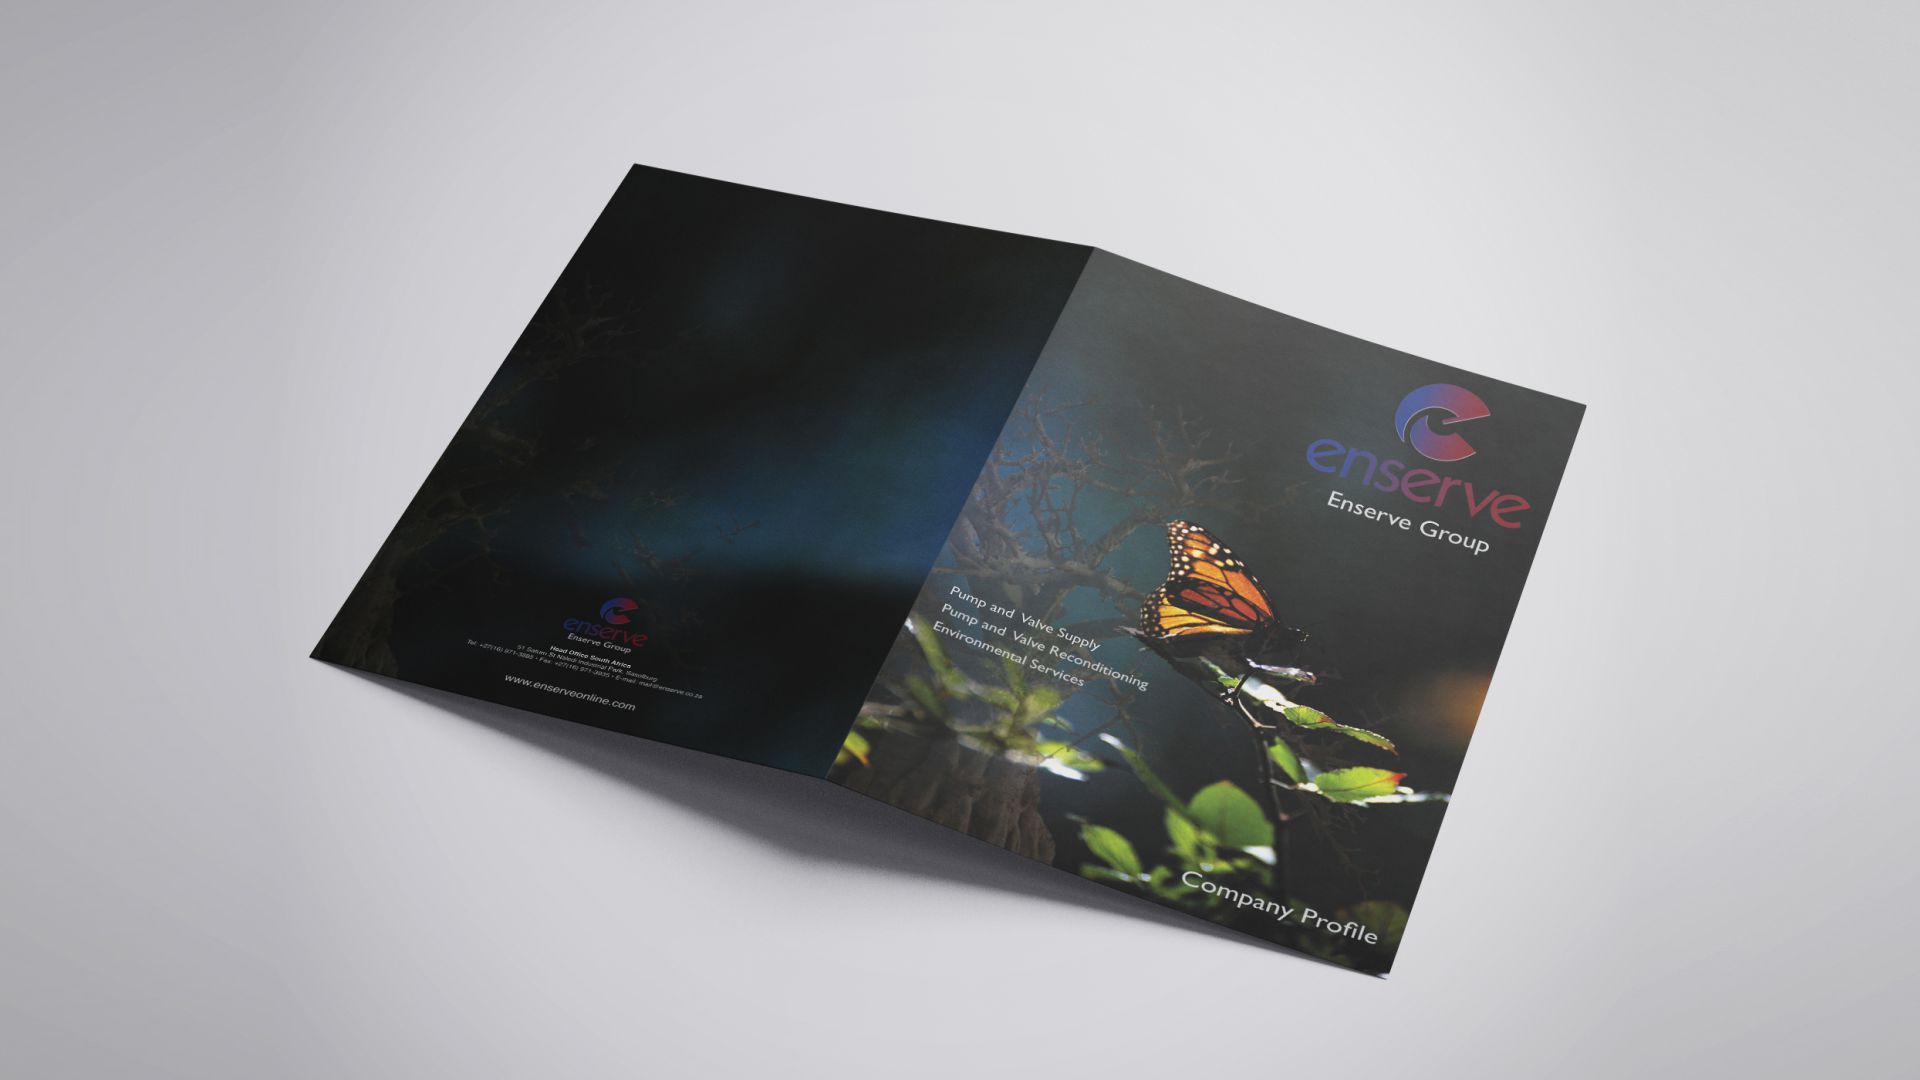 enserve
Enserve Group
Pump and Valve Supply
Pump and Valve Reconditioning
Environmental Services
Company Profile
enserve
Enserve Group
Head Office South Africa
51 Saturn St Naledi Industrial Park, Sasolburg
Tel: +27(16) 971-3885 • Fax: +27(16) 971-3935 • E-mail: mail@enserve.co.za
www.enserveonline.com